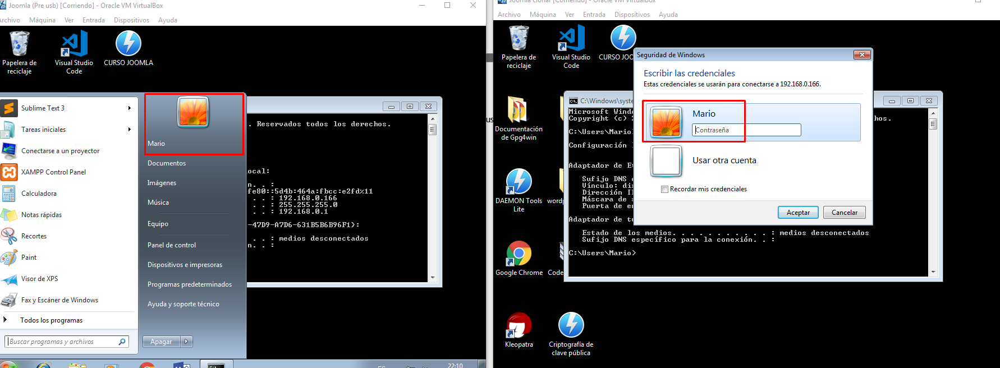 Joomla (Pre usb) [Corriendo] - Oracle VM VirtualBox
Archivo Máquina Ver Entrada Dispositivos Ayuda
Papelera de reciclaje
Visual Studio Code
CURSO JOOMLA
Sublime Text 3
Tareas iniciales
Conectarse a un proyector
XAMPP Control Panel
Calculadora
Notas rápidas
Recortes
Paint
Visor de XPS
Fax y Escáner de Windows
Todos los programas
Buscar programas y archivos
Mario
Documentos
Imágenes
Música
Equipo
Panel de control
Dispositivos e impresoras
Programas predeterminados
Ayuda y soporte técnico
Apagar
. Reservados todos los derechos.
ocal:
n. . :
fe80::5d4b:464a:fbcc:e2fd%11
. . . : 192.168.0.166
. . . : 255.255.255.0
. . . : 192.168.0.1
-47D9-A7D6-631B5B6B96F1}:
. . . : medios desconectados
n. . :
ES
22:10
us
Joomla clonar [Corriendo] - Oracle VM VirtualBox
Archivo Máquina Ver Entrada Dispositivos Ayuda
Papelera de reciclaje
Visual Studio Code
CURSO JOO
Documentación de Gpg4win
DAEMON Tools Lite
wordp
Google Chrome
Code
Kleopatra
Criptografía de clave pública
C:\Windows\syste
Microsoft Wind
Copyright (c) 2
hos.
C:\Users\Mario
Configuración
Adaptador de Et
Sufijo DNS e
Vínculo: dir
Dirección I
Máscara de s
Puerta de en
Adaptador de tú
Estado de los medios. . . . . . . . . . . : medios desconectados
Sufijo DNS específico para la conexión. . :
C:\Users\Mario>
Seguridad de Windows
Escribir las credenciales
Estas credenciales se usarán para conectarse a 192.168.0.166.
Mario
Contraseña
Usar otra cuenta
Recordar mis credenciales
Aceptar
Cancelar